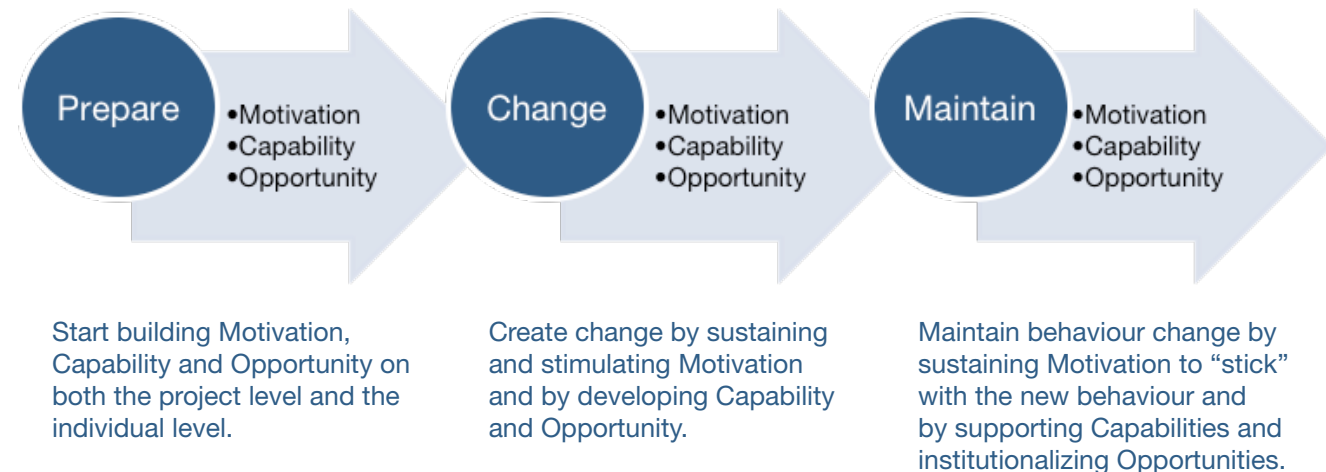 Prepare
•Motivation
•Capability
•Opportunity
Change
•Motivation
•Capability
•Opportunity
Maintain
•Motivation
•Capability
•Opportunity
Start building Motivation,
Capability and Opportunity on
both the project level and the
individual level.
Create change by sustaining
and stimulating Motivation
and by developing Capability
and Opportunity.
Maintain behaviour change by
sustaining Motivation to “stick”
with the new behaviour and
by supporting Capabilities and
institutionalizing Opportunities.